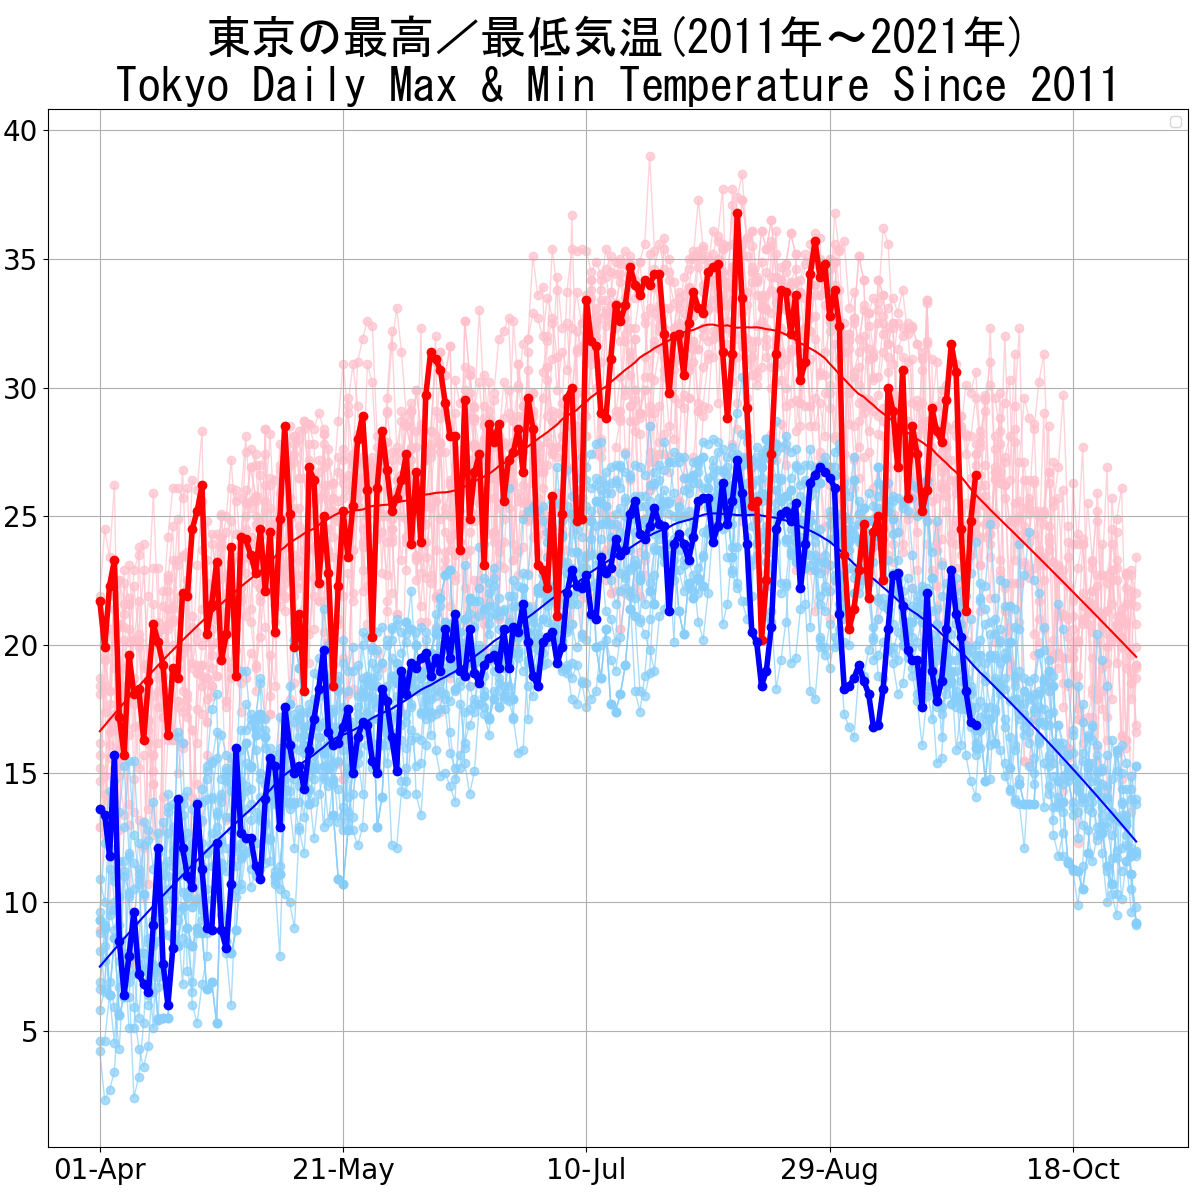 東京の最高／最低気温(2011年～2021年)
Tokyo Daily Max & Min Temperature Since 2011
40
35
30
25
20
15
10
5
01-Apr 21-May 10-Jul 29-Aug 18-Oct